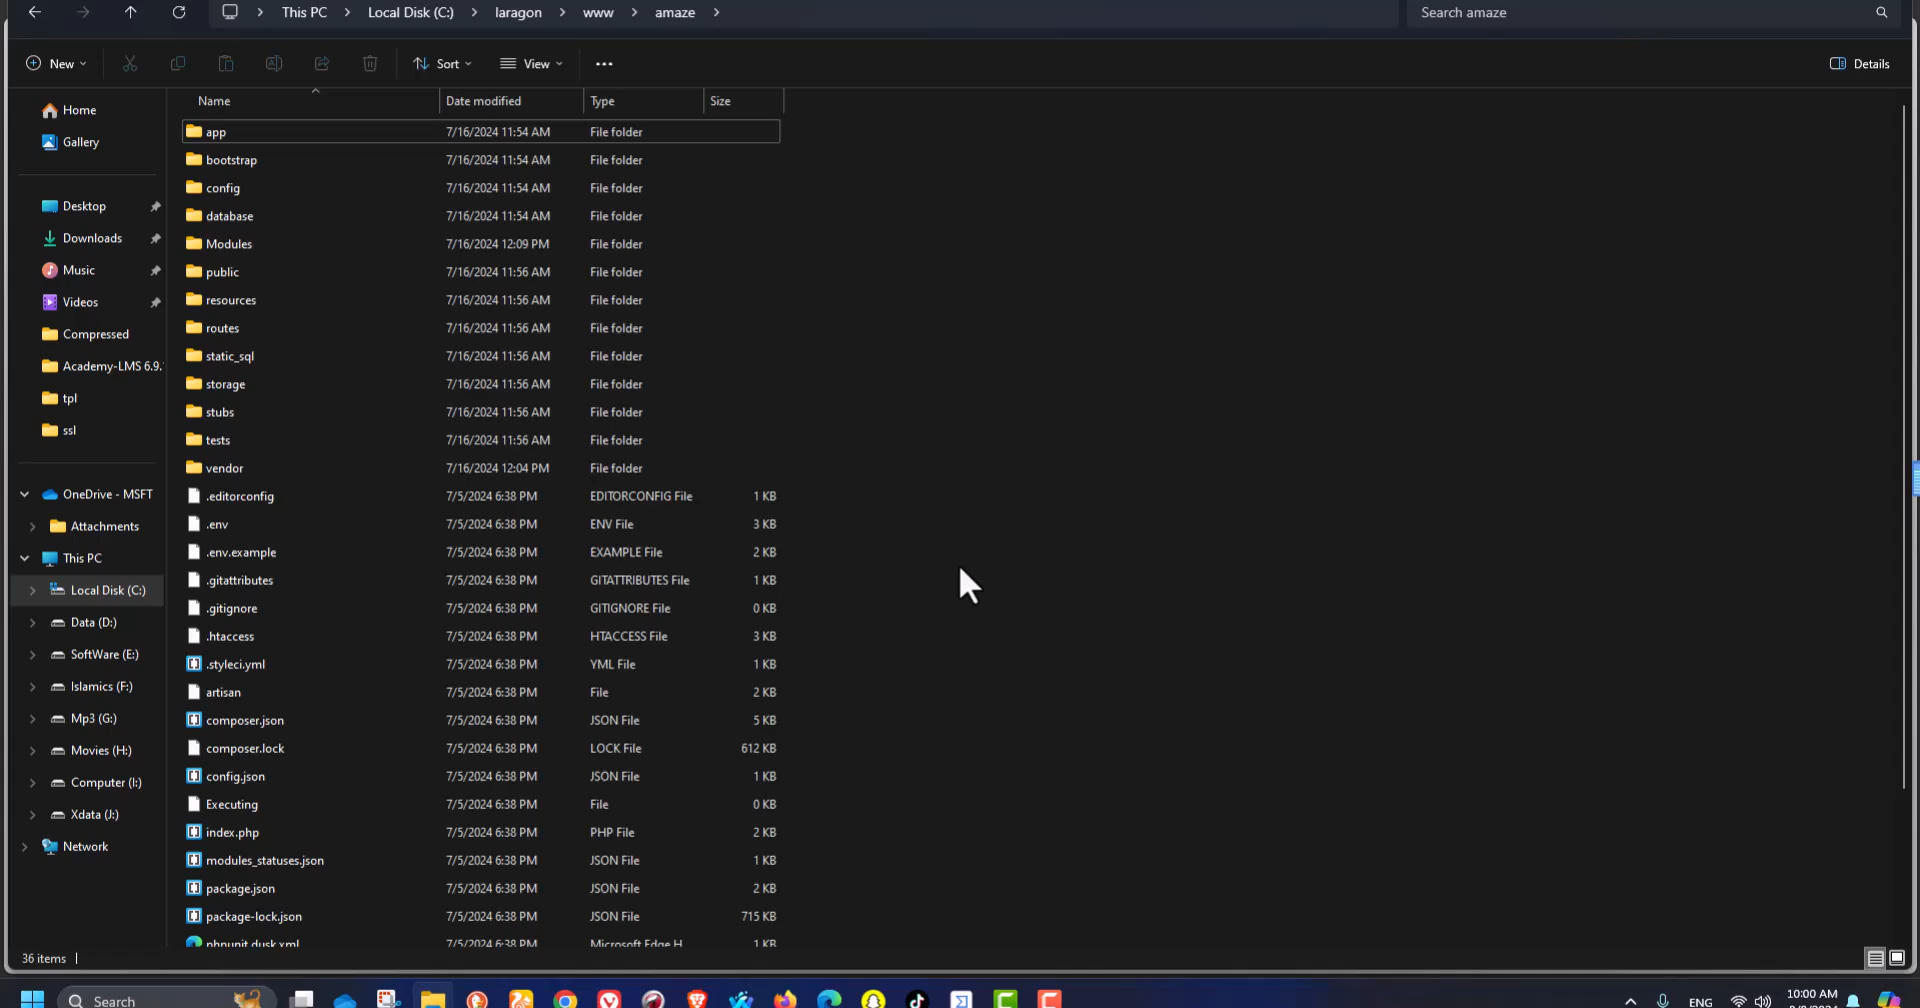 This PC > Local Disk (C:) > laragon > www > amaze >
Search amaze
New
Sort
View
Details
Name Date modified Type Size
Home
Gallery
Desktop
Downloads
Music
Videos
Compressed
Academy-LMS 6.9.
tpl
ssl
OneDrive - MSFT
Attachments
This PC
Local Disk (C:)
Data (D:)
SoftWare (E:)
Islamics (F:)
Mp3 (G:)
Movies (H:)
Computer (I:)
Xdata (J:)
Network
app 7/16/2024 11:54 AM File folder
bootstrap 7/16/2024 11:54 AM File folder
config 7/16/2024 11:54 AM File folder
database 7/16/2024 11:54 AM File folder
Modules 7/16/2024 12:09 PM File folder
public 7/16/2024 11:56 AM File folder
resources 7/16/2024 11:56 AM File folder
routes 7/16/2024 11:56 AM File folder
static_sql 7/16/2024 11:56 AM File folder
storage 7/16/2024 11:56 AM File folder
stubs 7/16/2024 11:56 AM File folder
tests 7/16/2024 11:56 AM File folder
vendor 7/16/2024 12:04 PM File folder
.editorconfig 7/5/2024 6:38 PM EDITORCONFIG File 1 KB
.env 7/5/2024 6:38 PM ENV File 3 KB
.env.example 7/5/2024 6:38 PM EXAMPLE File 2 KB
.gitattributes 7/5/2024 6:38 PM GITATTRIBUTES File 1 KB
.gitignore 7/5/2024 6:38 PM GITIGNORE File 0 KB
.htaccess 7/5/2024 6:38 PM HTACCESS File 3 KB
.styleci.yml 7/5/2024 6:38 PM YML File 1 KB
artisan 7/5/2024 6:38 PM File 2 KB
composer.json 7/5/2024 6:38 PM JSON File 5 KB
composer.lock 7/5/2024 6:38 PM LOCK File 612 KB
config.json 7/5/2024 6:38 PM JSON File 1 KB
Executing 7/5/2024 6:38 PM File 0 KB
index.php 7/5/2024 6:38 PM PHP File 2 KB
modules_statuses.json 7/5/2024 6:38 PM JSON File 1 KB
package.json 7/5/2024 6:38 PM JSON File 2 KB
package-lock.json 7/5/2024 6:38 PM JSON File 715 KB
phpunit.dusk.xml 7/5/2024 6:38 PM Microsoft Edge H 1 KB
36 items
Search
ENG
10:00 AM